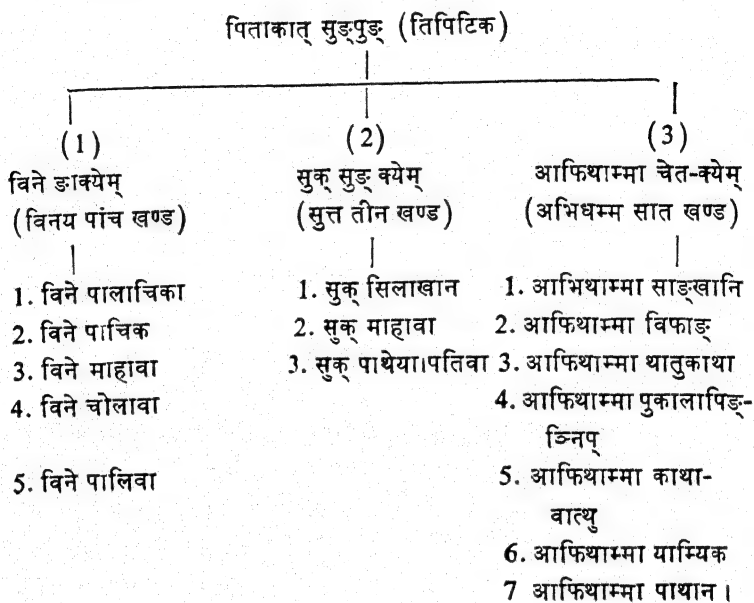 पिताकात् सुङ्पुङ् (तिपिटिक)
(1)
विने ङाक्येम्
(विनय पांच खण्ड)
1. विने पालाचिका
2. विने पाचिक
3. विने माहावा
4. विने चोलावा
5. विने पालिवा
(2)
सुक् सुङ् क्येम्
(सुत्त तीन खण्ड)
1. सुक् सिलाखान
2. सुक् माहावा
3. सुक् पाथेया।पतिवा
(3)
आफिथाम्मा चेत-क्येम्
(अभिधम्म सात खण्ड)
1. आभिथाम्मा साङ्खानि
2. आफिथाम्मा विफाङ्
3. आफिथाम्मा थातुकाथा
4. आफिथाम्मा पुकालापिङ्-
ञ्निप्
5. आफिथाम्मा काथा-
वात्थु
6. आफिथाम्मा याम्यिक
7 आफिथाम्मा पाथान।